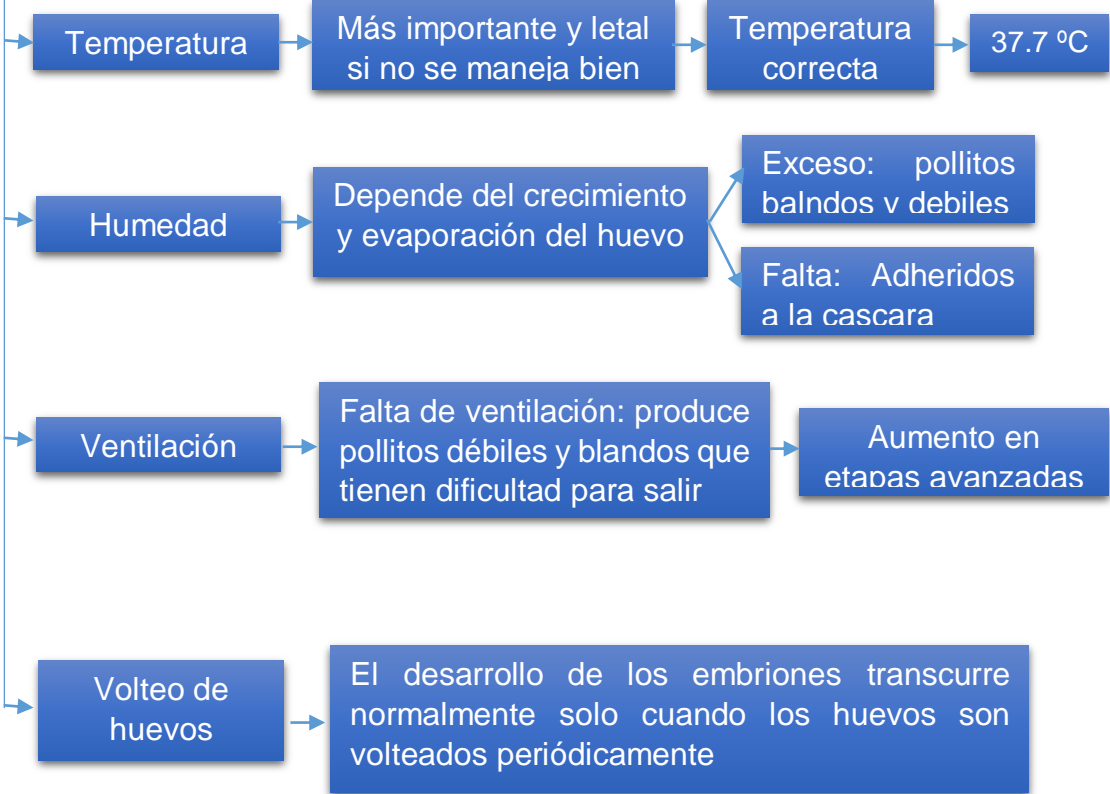 Temperatura
Más importante y letal
si no se maneja bien
Temperatura
correcta
37.7 ºC
Humedad
Depende del crecimiento
y evaporación del huevo
Exceso: pollitos
balndos y debiles
Falta: Adheridos
a la cascara
Ventilación
Falta de ventilación: produce
pollitos débiles y blandos que
tienen dificultad para salir
Aumento en
etapas avanzadas
Volteo de
huevos
El desarrollo de los embriones transcurre
normalmente solo cuando los huevos son
volteados periódicamente